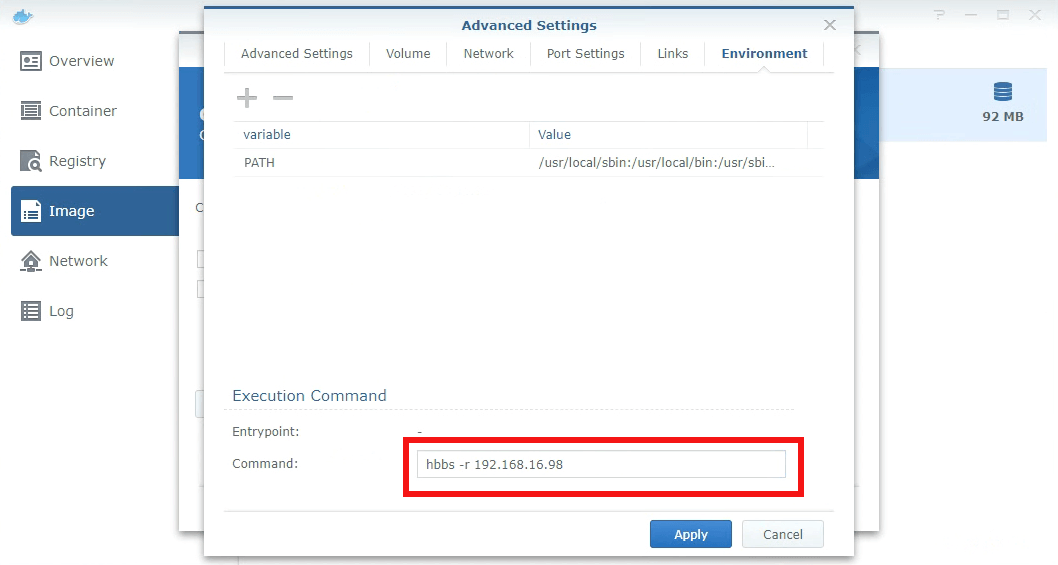 Advanced Settings
Overview
Container
Registry
Image
Network
Log
Advanced Settings
Volume
Network
Port Settings
Links
Environment
92 MB
variable
Value
PATH
/usr/local/sbin:/usr/local/bin:/usr/sbi...
Execution Command
Entrypoint:
-
Command:
hbbs -r 192.168.16.98
Apply
Cancel